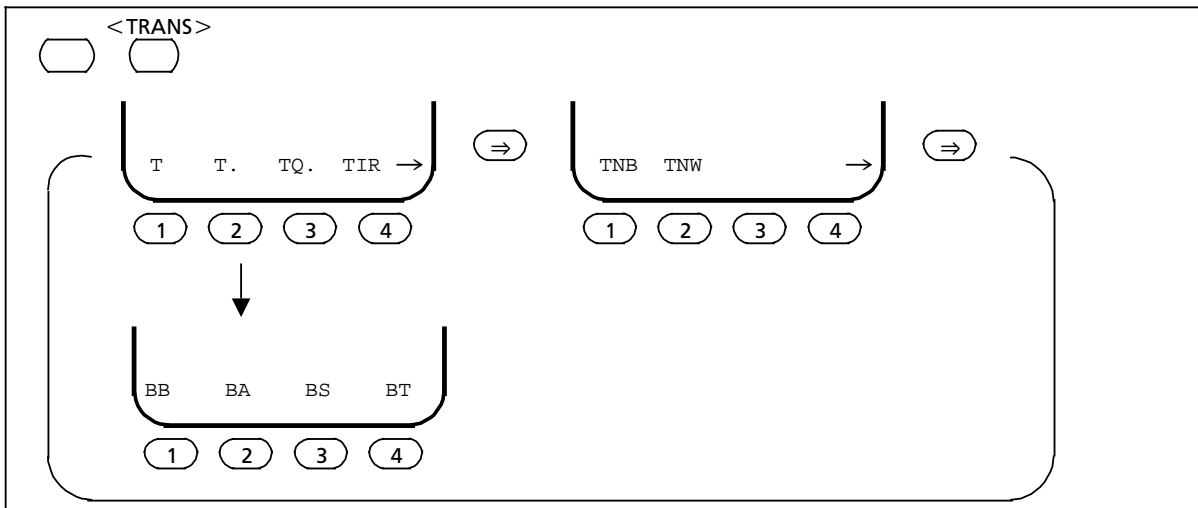 <TRANS>
T T. TQ. TIR → ⇒ TNB TNW → ⇒
1 2 3 4 1 2 3 4
BB BA BS BT
1 2 3 4